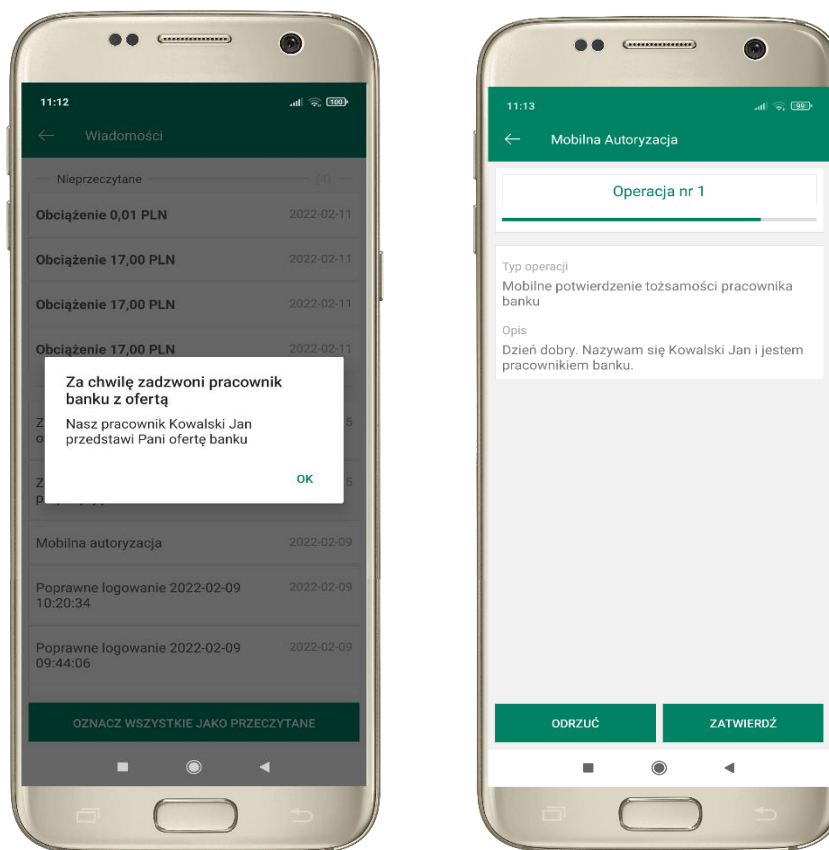 11:12
100
Wiadomości
Nieprzeczytane
(4)
Obciążenie 0,01 PLN
2022-02-11
Obciążenie 17,00 PLN
2022-02-11
Obciążenie 17,00 PLN
2022-02-11
Obciążenie 17,00 PLN
2022-02-11
Za chwilę zadzwoni pracownik
banku z ofertą
Nasz pracownik Kowalski Jan
przedstawi Pani ofertę banku
OK
Z
5
o
Z
5
p
Mobilna autoryzacja
2022-02-09
Poprawne logowanie 2022-02-09
10:20:34
2022-02-09
Poprawne logowanie 2022-02-09
09:44:06
2022-02-09
OZNACZ WSZYSTKIE JAKO PRZECZYTANE
11:13
99
Mobilna Autoryzacja
Operacja nr 1
Typ operacji
Mobilne potwierdzenie tożsamości pracownika
banku
Opis
Dzień dobry. Nazywam się Kowalski Jan i jestem
pracownikiem banku.
ODRZUĆ
ZATWIERDŹ